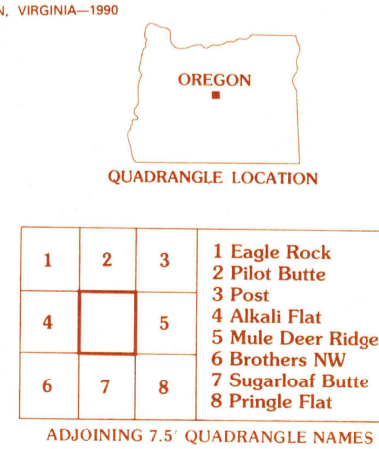 N, VIRGINIA—1990
OREGON
QUADRANGLE LOCATION
1 2 3
4 5
6 7 8
1 Eagle Rock
2 Pilot Butte
3 Post
4 Alkali Flat
5 Mule Deer Ridge
6 Brothers NW
7 Sugarloaf Butte
8 Pringle Flat
ADJOINING 7.5′ QUADRANGLE NAMES